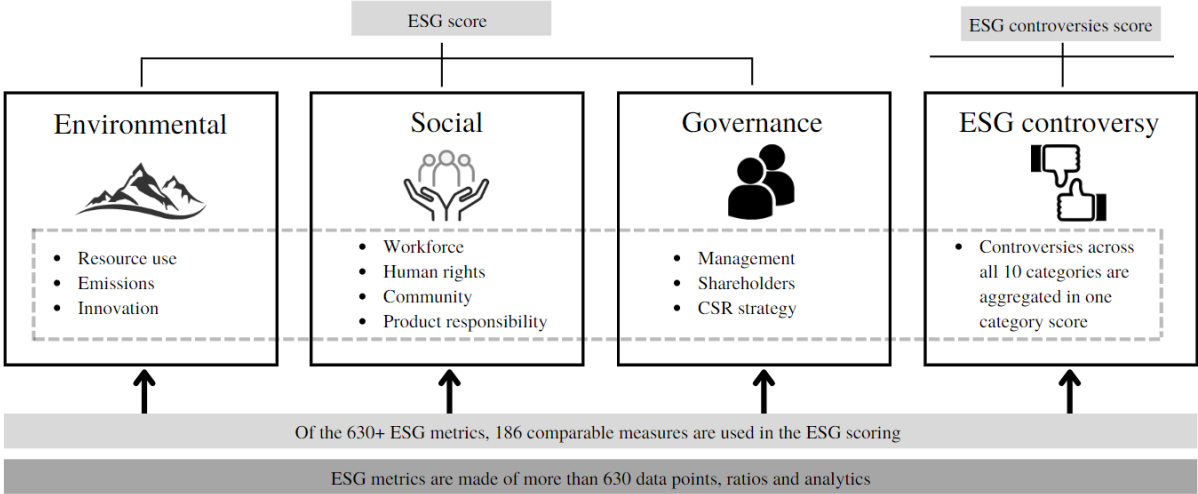 ESG score
ESG controversies score
Environmental
Social
Governance
ESG controversy
• Resource use
• Emissions
• Innovation
• Workforce
• Human rights
• Community
• Product responsibility
• Management
• Shareholders
• CSR strategy
• Controversies across
all 10 categories are
aggregated in one
category score
Of the 630+ ESG metrics, 186 comparable measures are used in the ESG scoring
ESG metrics are made of more than 630 data points, ratios and analytics